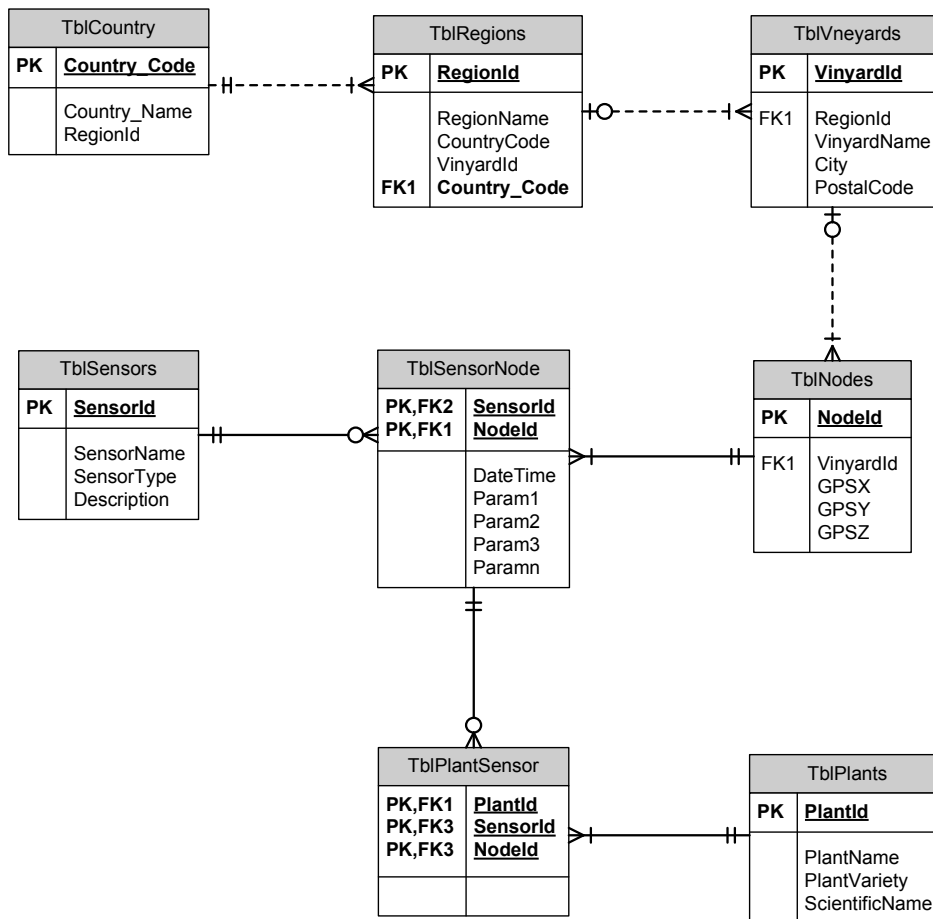 TblCountry
PK Country_Code
Country_Name
RegionId
TblRegions
PK RegionId
RegionName
CountryCode
VinyardId
FK1 Country_Code
TblVneyards
PK VinyardId
FK1 RegionId
VinyardName
City
PostalCode
TblSensors
PK SensorId
SensorName
SensorType
Description
TblSensorNode
PK,FK2 SensorId
PK,FK1 NodeId
DateTime
Param1
Param2
Param3
Paramn
TblNodes
PK NodeId
FK1 VinyardId
GPSX
GPSY
GPSZ
TblPlantSensor
PK,FK1 PlantId
PK,FK3 SensorId
PK,FK3 NodeId
TblPlants
PK PlantId
PlantName
PlantVariety
ScientificName